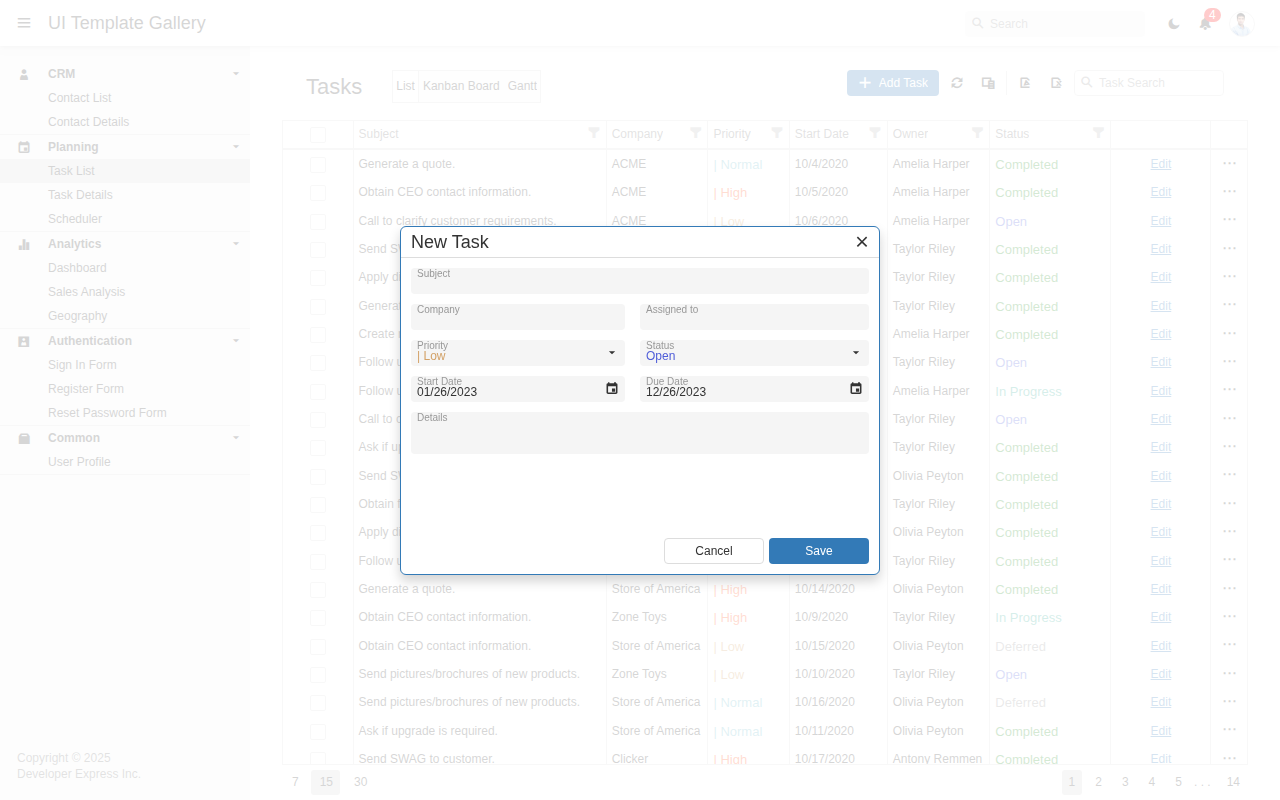 UI Template Gallery
Search
4
CRM
Contact List
Contact Details
Planning
Task List
Task Details
Scheduler
Analytics
Dashboard
Sales Analysis
Geography
Authentication
Sign In Form
Register Form
Reset Password Form
Common
User Profile
Copyright © 2025
Developer Express Inc.
Tasks
List Kanban Board Gantt
Add Task
Task Search
Subject Company Priority Start Date Owner Status
Generate a quote. ACME | Normal 10/4/2020 Amelia Harper Completed Edit
Obtain CEO contact information. ACME | High 10/5/2020 Amelia Harper Completed Edit
Call to clarify customer requirements. ACME | Low 10/6/2020 Amelia Harper Open Edit
Send Taylor Riley Completed Edit
Apply Taylor Riley Completed Edit
Taylor Riley Completed Edit
Create Amelia Harper Completed Edit
Follow Taylor Riley Open Edit
Follow Amelia Harper In Progress Edit
Call to Taylor Riley Open Edit
Ask if Taylor Riley Completed Edit
Send Olivia Peyton Completed Edit
Obtain Taylor Riley Completed Edit
Apply Olivia Peyton Completed Edit
Follow Taylor Riley Completed Edit
New Task
Subject
Company Assigned to
Priority Status
| Low Open
Start Date Due Date
01/26/2023 12/26/2023
Details
Cancel Save
Generate a quote. Store of America | High 10/14/2020 Olivia Peyton Completed Edit
Obtain CEO contact information. Zone Toys | High 10/9/2020 Taylor Riley In Progress Edit
Obtain CEO contact information. Store of America | Low 10/15/2020 Olivia Peyton Deferred Edit
Send pictures/brochures of new products. Zone Toys | Low 10/10/2020 Taylor Riley Open Edit
Send pictures/brochures of new products. Store of America | Normal 10/16/2020 Olivia Peyton Deferred Edit
Ask if upgrade is required. Store of America | Normal 10/11/2020 Olivia Peyton Completed Edit
Send SWAG to customer. Clicker | High 10/17/2020 Antony Remmen Completed Edit
7 15 30
1 2 3 4 5 . . . 14